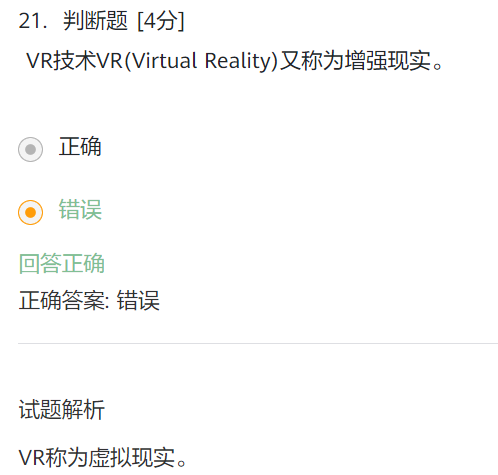 21. 判断题 [4分]
VR技术VR(Virtual Reality)又称为增强现实。
正确
错误
回答正确
正确答案: 错误
试题解析
VR称为虚拟现实。